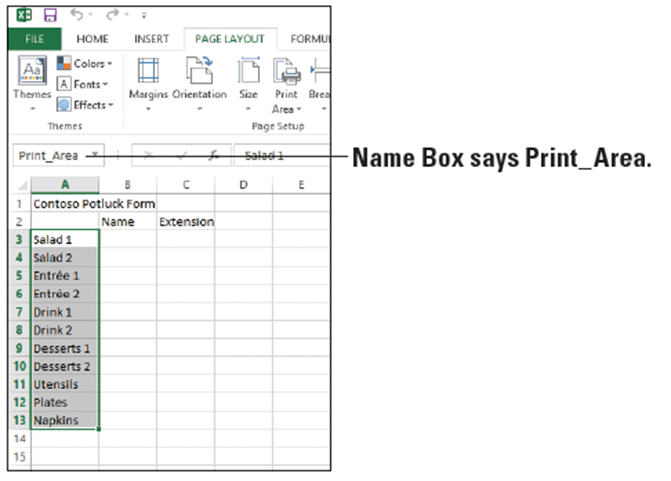 FILE HOME INSERT PAGE LAYOUT FORMUL
Colors
Fonts
Effects
Themes Margins Orientation Size Print Brea
Area
Themes Page Setup
Print_Area Salad 1
Name Box says Print_Area.
A B C D E
1 Contoso Potluck Form
2 Name Extension
3 Salad 1
4 Salad 2
5 Entrée 1
6 Entrée 2
7 Drink 1
8 Drink 2
9 Desserts 1
10 Desserts 2
11 Utensils
12 Plates
13 Napkins
14
15